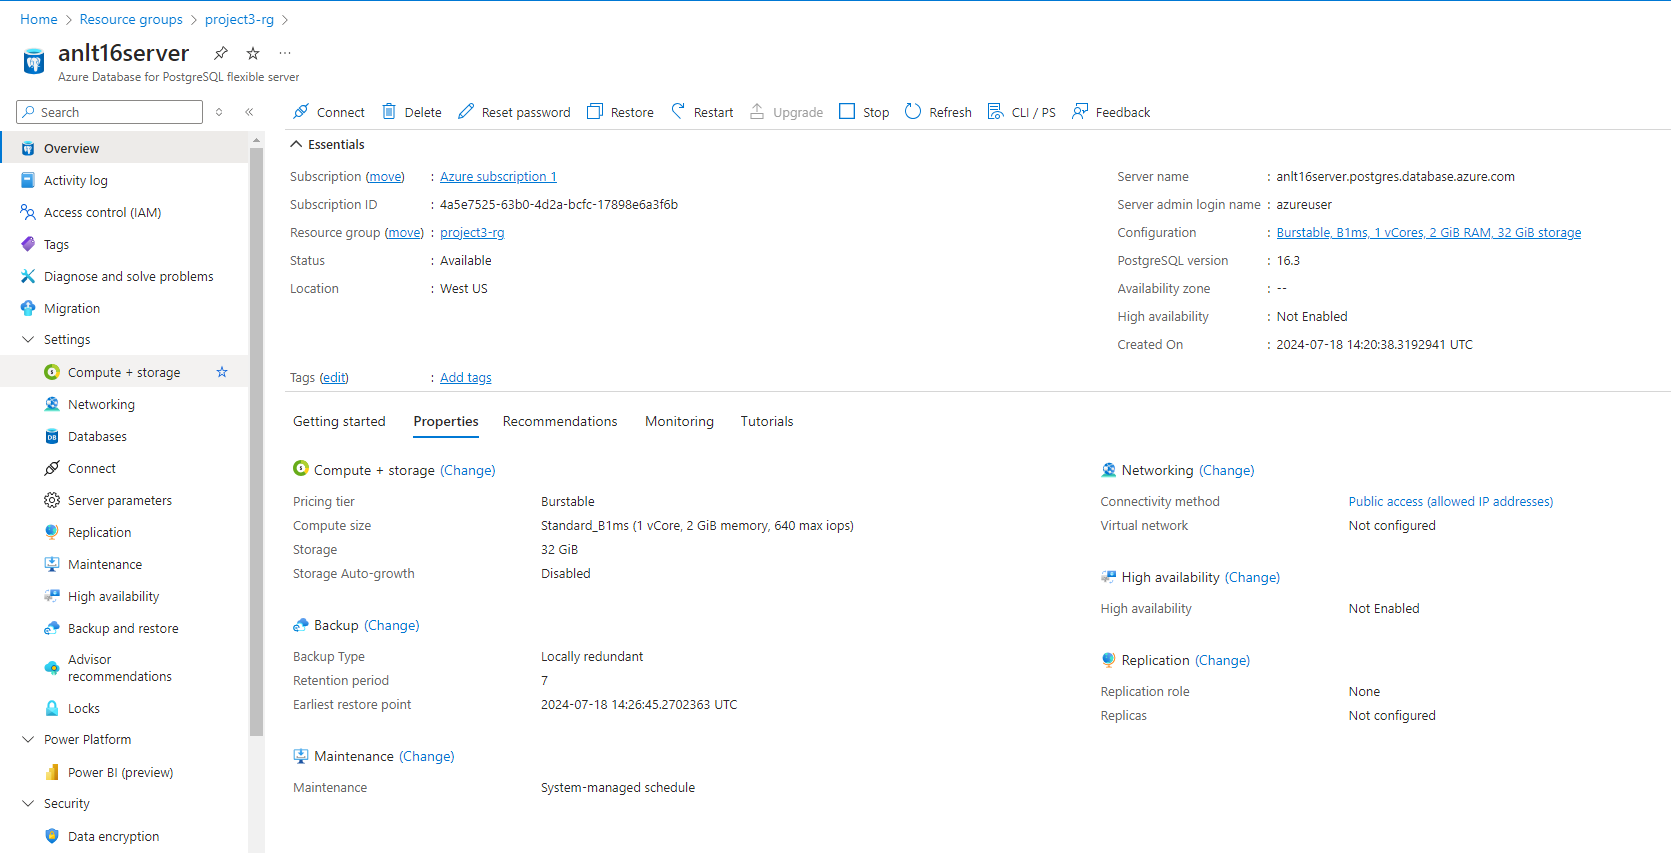 Home > Resource groups > project3-rg >
anlt16server
Azure Database for PostgreSQL flexible server
Search
Overview
Activity log
Access control (IAM)
Tags
Diagnose and solve problems
Migration
Settings
Compute + storage
Networking
Databases
Connect
Server parameters
Replication
Maintenance
High availability
Backup and restore
Advisor
recommendations
Locks
Power Platform
Power BI (preview)
Security
Data encryption
Connect Delete Reset password Restore Restart Upgrade Stop Refresh CLI / PS Feedback
Essentials
Subscription (move) : Azure subscription 1
Subscription ID : 4a5e7525-63b0-4d2a-bcfc-17898e6a3f6b
Resource group (move) : project3-rg
Status : Available
Location : West US
Server name : anlt16server.postgres.database.azure.com
Server admin login name : azureuser
Configuration : Burstable, B1ms, 1 vCores, 2 GiB RAM, 32 GiB storage
PostgreSQL version : 16.3
Availability zone : --
High availability : Not Enabled
Created On : 2024-07-18 14:20:38.3192941 UTC
Tags (edit) : Add tags
Getting started Properties Recommendations Monitoring Tutorials
Compute + storage (Change)
Pricing tier Burstable
Compute size Standard_B1ms (1 vCore, 2 GiB memory, 640 max iops)
Storage 32 GiB
Storage Auto-growth Disabled
Backup (Change)
Backup Type Locally redundant
Retention period 7
Earliest restore point 2024-07-18 14:26:45.2702363 UTC
Maintenance (Change)
Maintenance System-managed schedule
Networking (Change)
Connectivity method Public access (allowed IP addresses)
Virtual network Not configured
High availability (Change)
High availability Not Enabled
Replication (Change)
Replication role None
Replicas Not configured